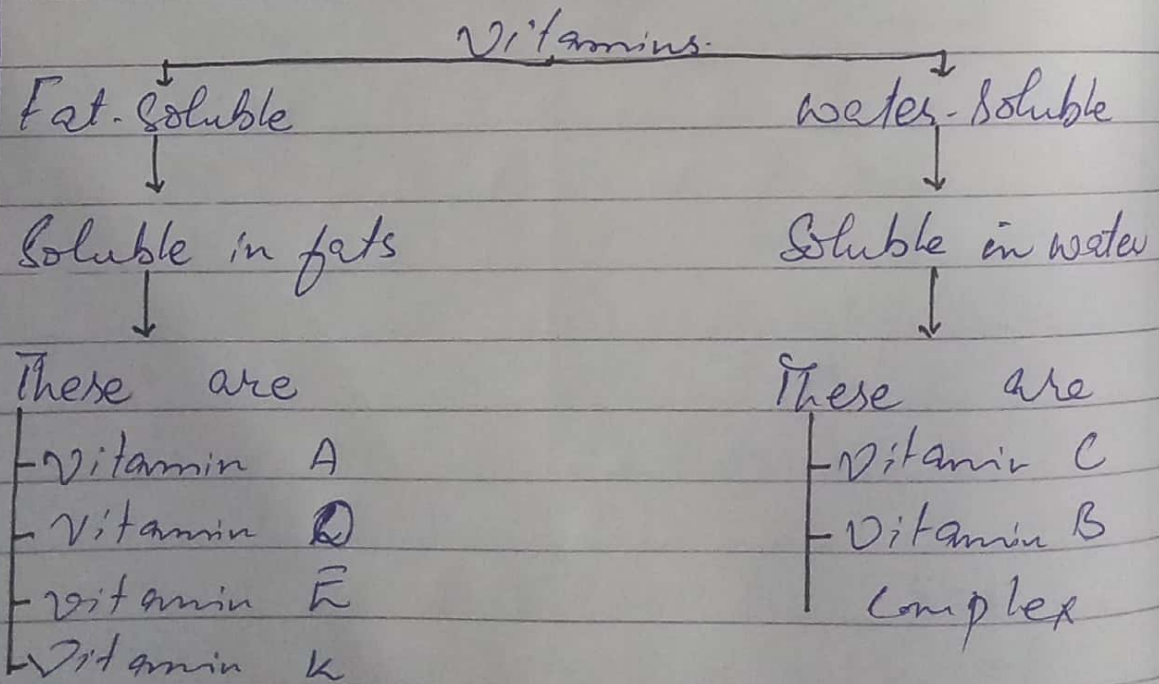 Vitamins.
Fat-Soluble
Water-Soluble
Soluble in fats
Soluble in water
These are
These are
Vitamin A
Vitamin C
Vitamin D
Vitamin B
Vitamin E
Complex
Vitamin K